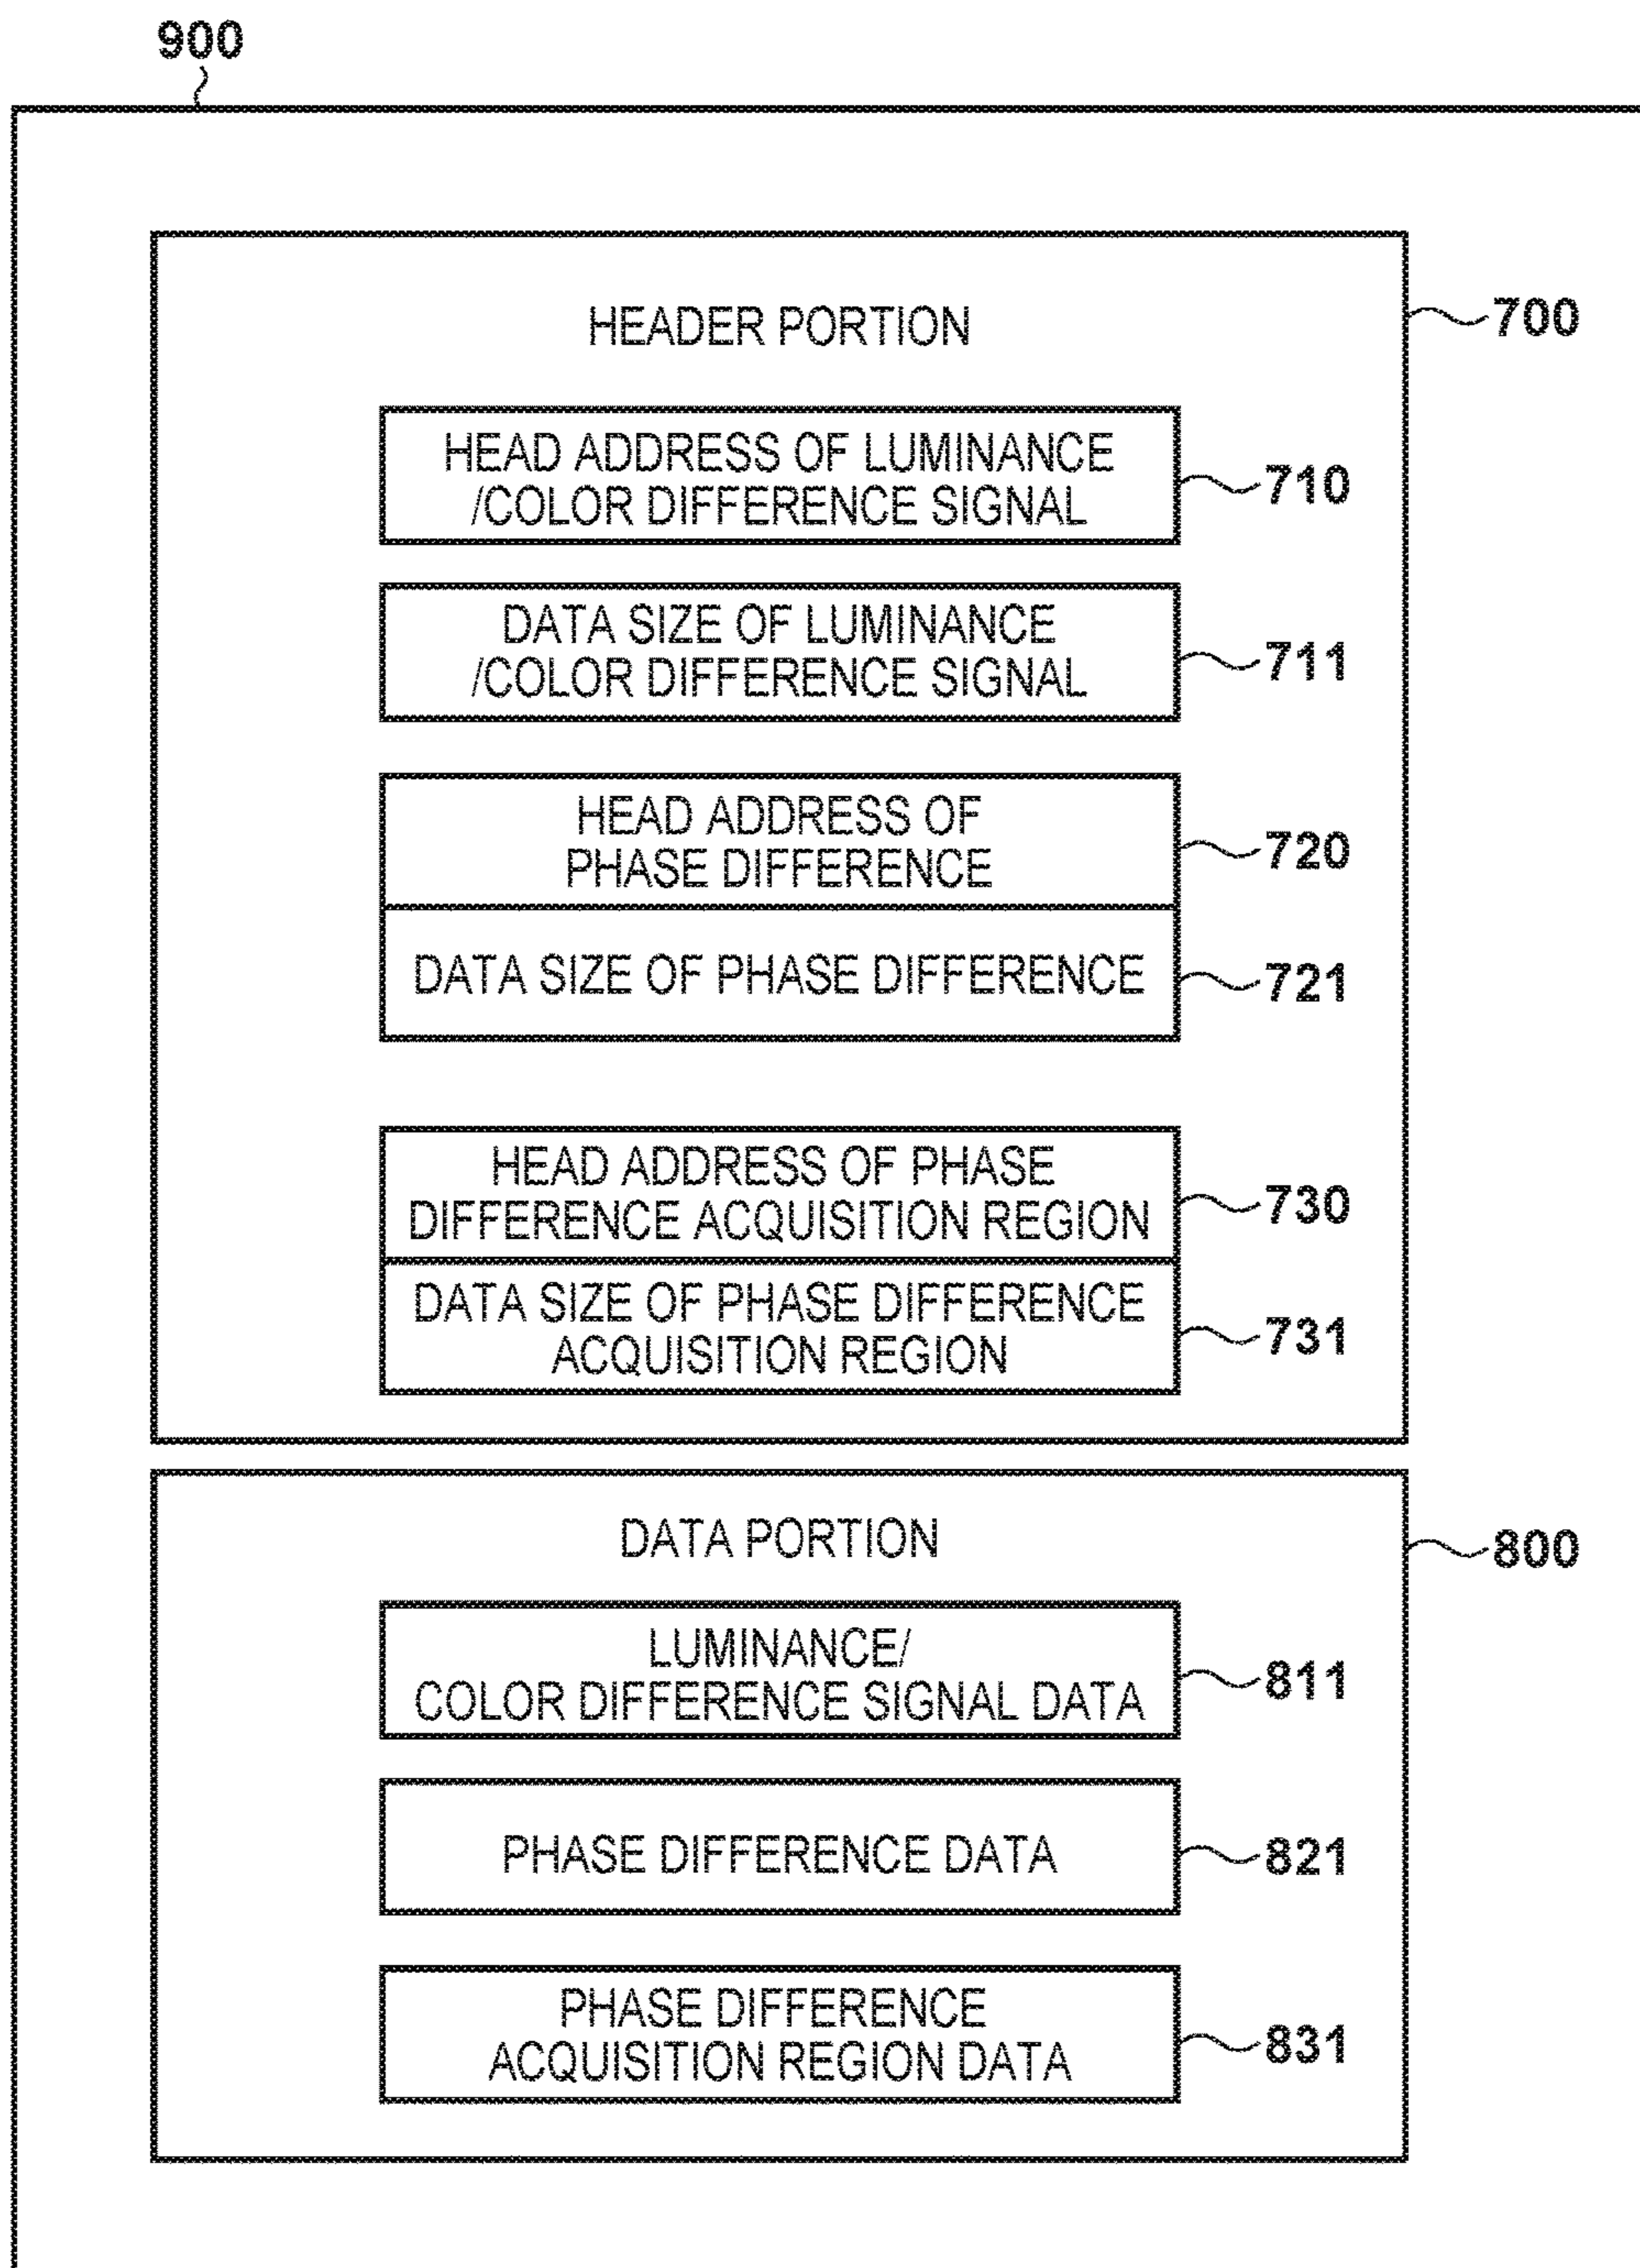 900
HEADER PORTION
700
HEAD ADDRESS OF LUMINANCE
/COLOR DIFFERENCE SIGNAL
710
DATA SIZE OF LUMINANCE
/COLOR DIFFERENCE SIGNAL
711
HEAD ADDRESS OF
PHASE DIFFERENCE
720
DATA SIZE OF PHASE DIFFERENCE
721
HEAD ADDRESS OF PHASE
DIFFERENCE ACQUISITION REGION
730
DATA SIZE OF PHASE DIFFERENCE
ACQUISITION REGION
731
DATA PORTION
800
LUMINANCE/
COLOR DIFFERENCE SIGNAL DATA
811
PHASE DIFFERENCE DATA
821
PHASE DIFFERENCE
ACQUISITION REGION DATA
831